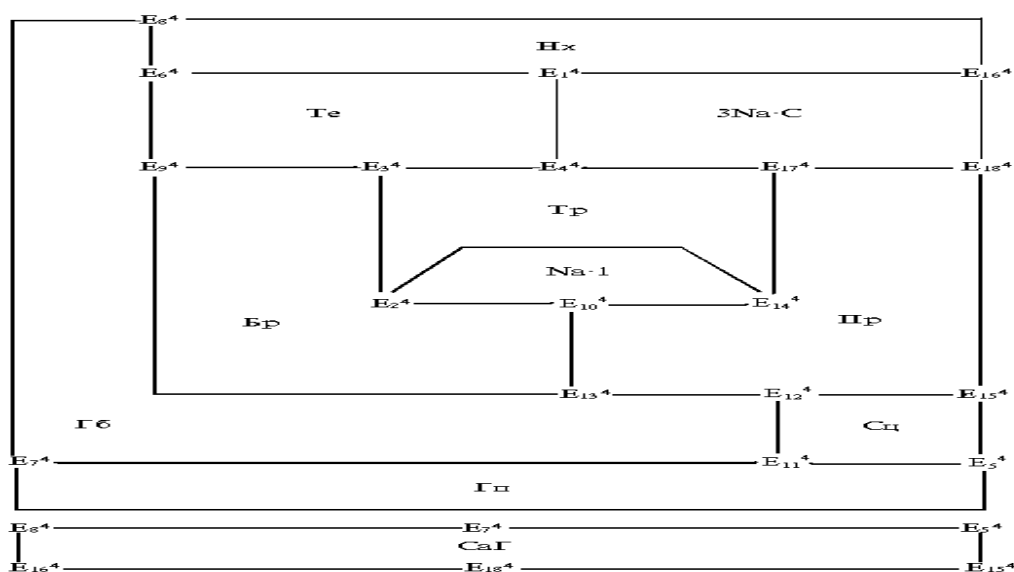 E₈⁴
Нх
E₆⁴ E₁⁴ E₁₆⁴
Те 3Na·C
E₉⁴ E₃⁴ E₄⁴ E₁₇⁴ E₁₈⁴
Тр
Na·1
E₂⁴ E₁₀⁴ E₁₄⁴
Бр Пр
E₁₃⁴ E₁₂⁴ E₁₅⁴
Гб Сц
E₇⁴ E₁₁⁴ E₅⁴
Гп
E₈⁴ E₇⁴ E₅⁴
СаГ
E₁₆⁴ E₁₈⁴ E₁₅⁴